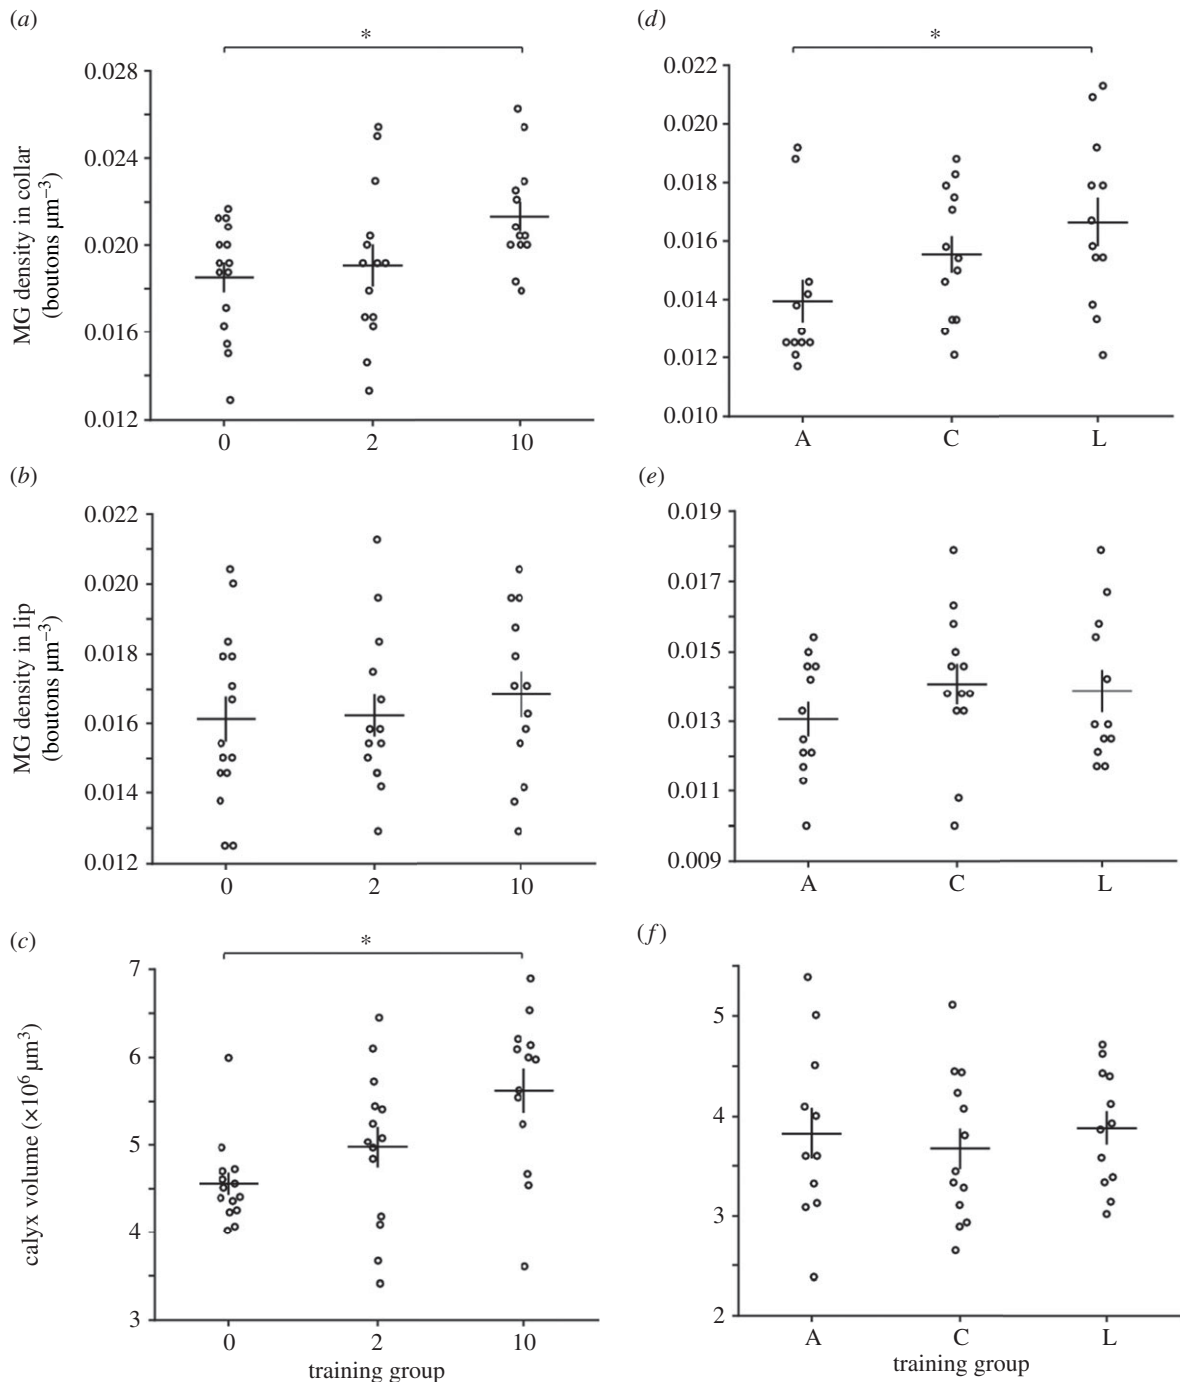 (a)
*
0.028
0.024
0.020
0.016
0.012
MG density in collar
(boutons μm⁻³)
0 2 10
(d)
*
0.022
0.020
0.018
0.016
0.014
0.012
0.010
A C L
(b)
0.022
0.020
0.018
0.016
0.014
0.012
MG density in lip
(boutons μm⁻³)
0 2 10
(e)
0.019
0.017
0.015
0.013
0.011
0.009
A C L
(c)
*
7
6
5
4
3
calyx volume (×10⁶ μm³)
0 2 10
training group
(f)
5
4
3
2
A C L
training group